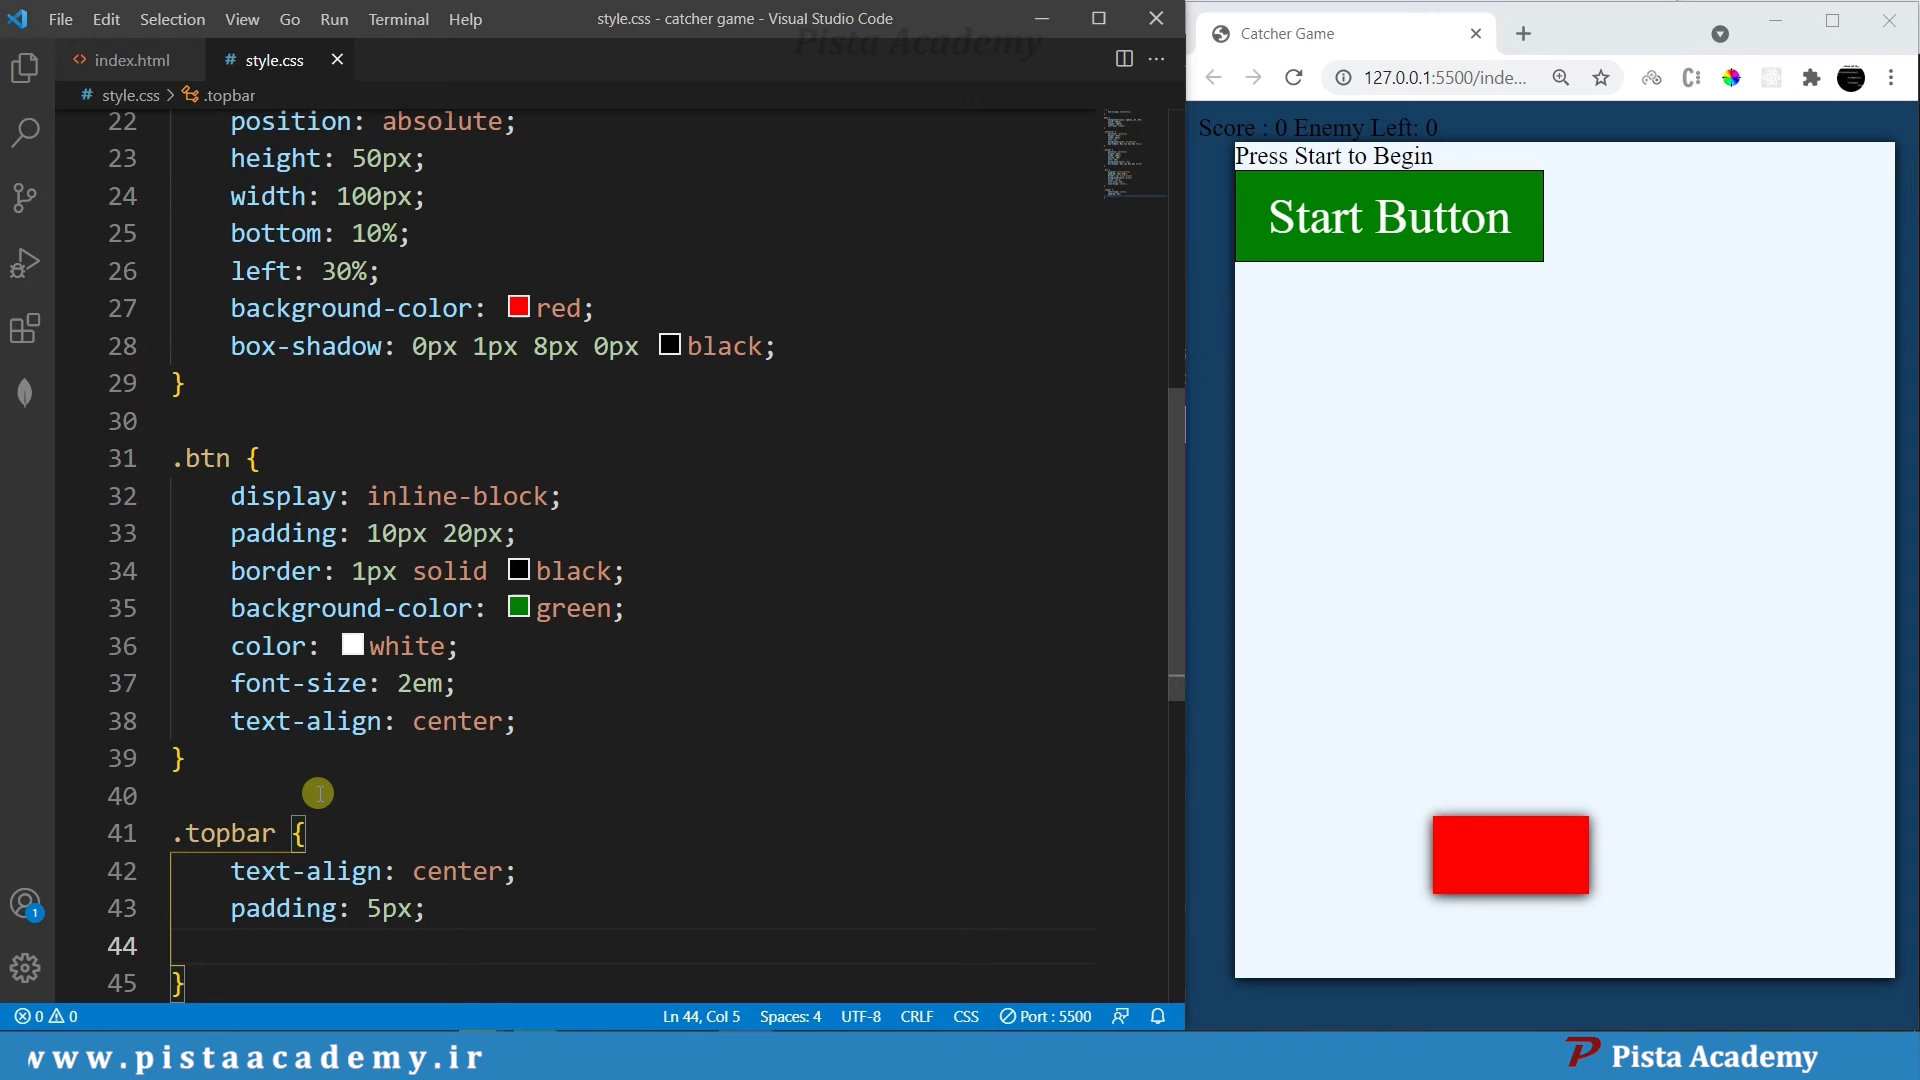 File Edit Selection View Go Run Terminal Help
style.css - catcher game - Visual Studio Code
Pista Academy
index.html
# style.css
# style.css > .topbar
22 position: absolute;
23 height: 50px;
24 width: 100px;
25 bottom: 10%;
26 left: 30%;
27 background-color: red;
28 box-shadow: 0px 1px 8px 0px black;
29 }
30
31 .btn {
32 display: inline-block;
33 padding: 10px 20px;
34 border: 1px solid black;
35 background-color: green;
36 color: white;
37 font-size: 2em;
38 text-align: center;
39 }
40
41 .topbar {
42 text-align: center;
43 padding: 5px;
44
45 }
1
0 0
Ln 44, Col 5 Spaces: 4 UTF-8 CRLF CSS Port : 5500
Catcher Game
127.0.0.1:5500/inde...
Score : 0 Enemy Left: 0
Press Start to Begin
Start Button
www.pistaacademy.ir
Pista Academy